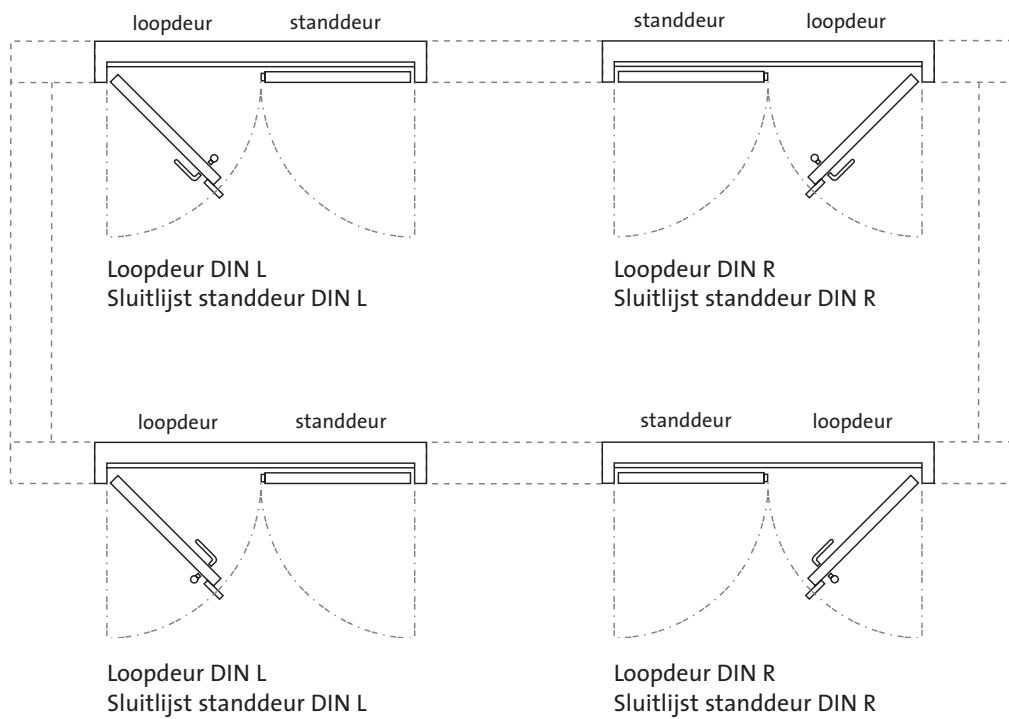 loopdeur
standdeur
standdeur
loopdeur
Loopdeur DIN L
Sluitlijst standdeur DIN L
Loopdeur DIN R
Sluitlijst standdeur DIN R
loopdeur
standdeur
standdeur
loopdeur
Loopdeur DIN L
Sluitlijst standdeur DIN L
Loopdeur DIN R
Sluitlijst standdeur DIN R